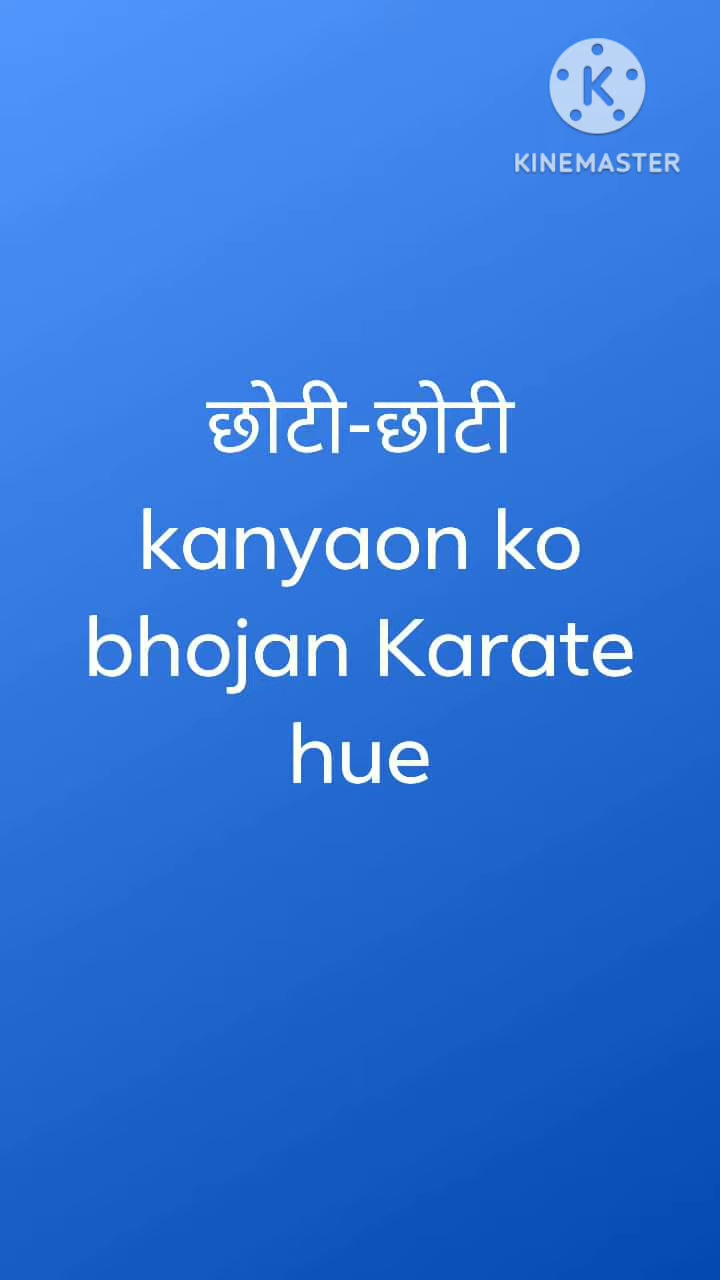 KINEMASTER
छोटी-छोटी
kanyaon ko
bhojan Karate
hue